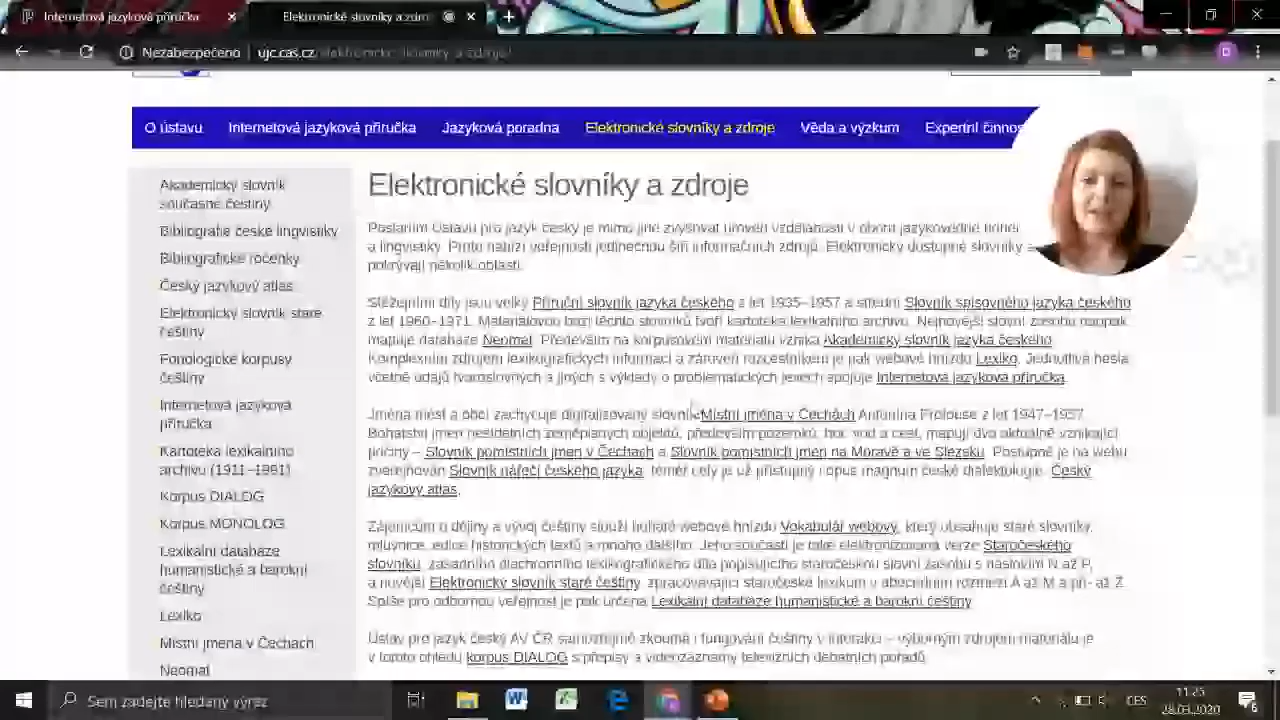 Internetová jazyková příručka
Elektronické slovníky a zdro
Nezabezpečeno
ujc.cas.cz/elektronicke-slovniky-a-zdroje/
O ústavu
Internetová jazyková příručka
Jazyková poradna
Elektronické slovníky a zdroje
Věda a výzkum
Expertní činnos
Akademický slovník
současné češtiny
Bibliografie české lingvistiky
Bibliografické ročenky
Český jazykový atlas
Elektronický slovník staré
češtiny
Fonologické korpusy
češtiny
Internetová jazyková
příručka
Kartotéka lexikálního
archivu (1911–1991)
Korpus DIALOG
Korpus MONOLOG
Lexikální databáze
humanistické a barokní
češtiny
Lexiko
Místní jména v Čechách
Neomat
Elektronické slovníky a zdroje
Posláním Ústavu pro jazyk český je mimo jiné zvyšovat úroveň vzdělanosti v oboru jazykovědné
a lingvistiky. Proto nabízí veřejnosti jedinečnou šíři informačních zdrojů. Elektronicky dostupné slovníky a
pokrývají několik oblastí.
Stěžejními díly jsou velký Příruční slovník jazyka českého z let 1935–1957 a střední Slovník spisovného jazyka českého
z let 1960–1971. Materiálovou bázi těchto slovníků tvoří kartotéka lexikálního archivu. Nejnovější slovní zásobu naopak
mapuje databáze Neomat. Především na korpusovém materiálu vzniká Akademický slovník jazyka českého
Komplexním zdrojem lexikografických informací a zároveň rozcestníkem je pak webové hnízdo Lexiko. Jednotlivá hesla
včetně údajů tvaroslovných a jiných s výklady o problematických jevech spojuje Internetová jazyková příručka
Jména měst a obcí zachycuje digitalizovaný slovník Místní jména v Čechách Antonína Profouse z let 1947–1957
Bohatství jmen nesídelních zeměpisných objektů, především pozemků, hor, vod a cest, mapují dvě aktuálně vznikající
příručky – Slovník pomístních jmen v Čechách a Slovník pomístních jmen na Moravě a ve Slezsku. Postupně je na webu
zveřejňován Slovník nářečí českého jazyka, téměř celý je už přístupný i opus magnum české dialektologie, Český
jazykový atlas.
Zájemcům o dějiny a vývoj češtiny slouží bohaté webové hnízdo Vokabulář webový, který obsahuje staré slovníky,
mluvnice, edice historických textů a mnoho dalšího. Jeho součástí je také elektronizovaná verze Staročeského
slovníku, zásadního diachronního lexikografického díla popisujícího staročeskou slovní zásobu s náslovím N až P,
a novější Elektronický slovník staré češtiny zpracovávající staročeské lexikum v abecedním rozmezí A až M a při- až Ž
Spíše pro odbornou veřejnost je pak určena Lexikální databáze humanistické a barokní češtiny
Ústav pro jazyk český AV ČR samozřejmě zkoumá i fungování češtiny v interakci – výborným zdrojem materiálu je
v tomto ohledu korpus DIALOG s přepisy a videozáznamy televizních debatních pořadů
Sem zadejte hledaný výraz
CES
11:25
28.03.2020